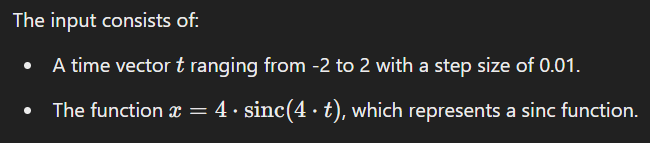 The input consists of:
• A time vector t ranging from -2 to 2 with a step size of 0.01.
• The function x = 4 · sinc(4 · t), which represents a sinc function.